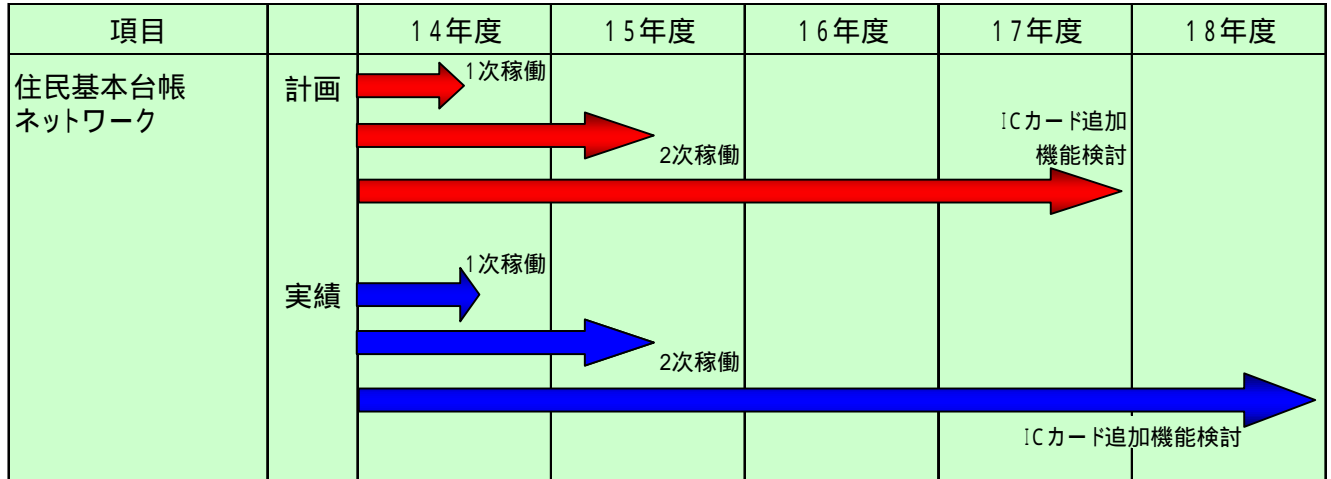 項目 14年度 15年度 16年度 17年度 18年度
住民基本台帳
ネットワーク
計画
1次稼働
2次稼働
ICカード追加
機能検討
実績
1次稼働
2次稼働
ICカード追加機能検討